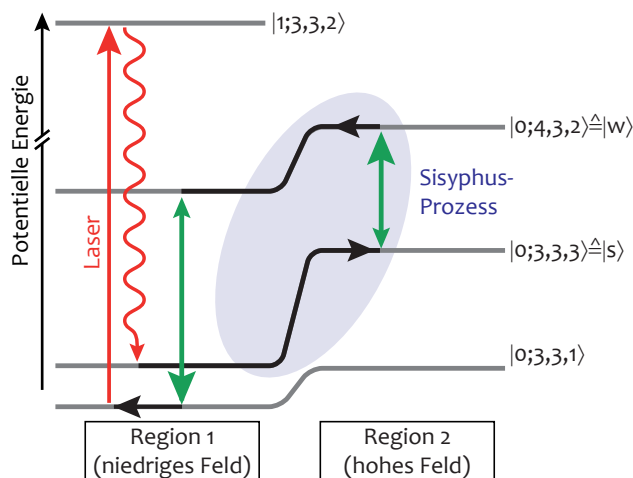 |1;3,3,2⟩
Potentielle Energie
|0;4,3,2⟩≙|w⟩
Sisyphus-
Prozess
Laser
|0;3,3,3⟩≙|s⟩
|0;3,3,1⟩
Region 1
(niedriges Feld)
Region 2
(hohes Feld)